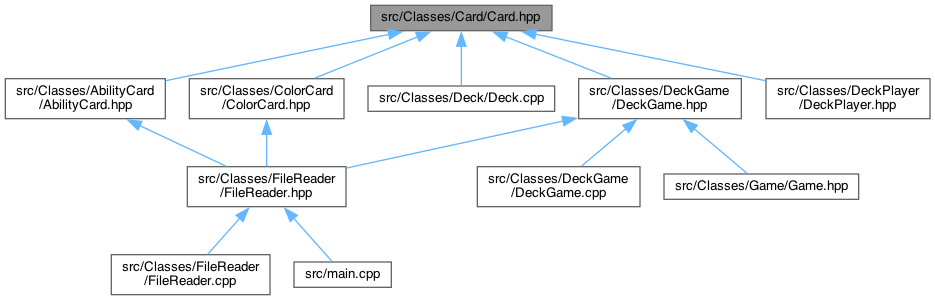 src/Classes/Card/Card.hpp
src/Classes/AbilityCard
/AbilityCard.hpp
src/Classes/ColorCard
/ColorCard.hpp
src/Classes/Deck/Deck.cpp
src/Classes/DeckGame
/DeckGame.hpp
src/Classes/DeckPlayer
/DeckPlayer.hpp
src/Classes/FileReader
/FileReader.hpp
src/Classes/DeckGame
/DeckGame.cpp
src/Classes/Game/Game.hpp
src/Classes/FileReader
/FileReader.cpp
src/main.cpp